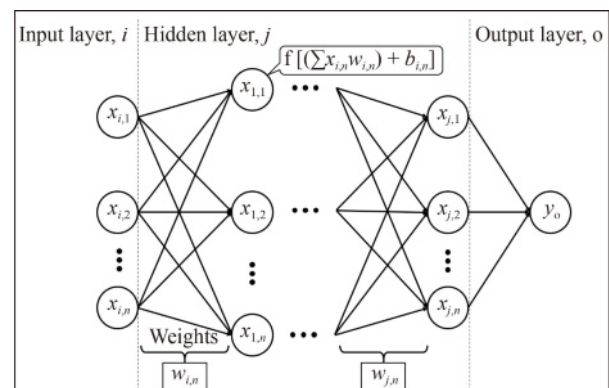 Input layer, i
Hidden layer, j
Output layer, o
f [(∑x_{i,n}w_{i,n}) + b_{i,n}]
x_{i,1}
x_{1,1}
•••
x_{j,1}
x_{i,2}
x_{1,2}
•••
x_{j,2}
y_o
x_{i,n}
x_{1,n}
•••
x_{j,n}
Weights
w_{i,n}
w_{j,n}